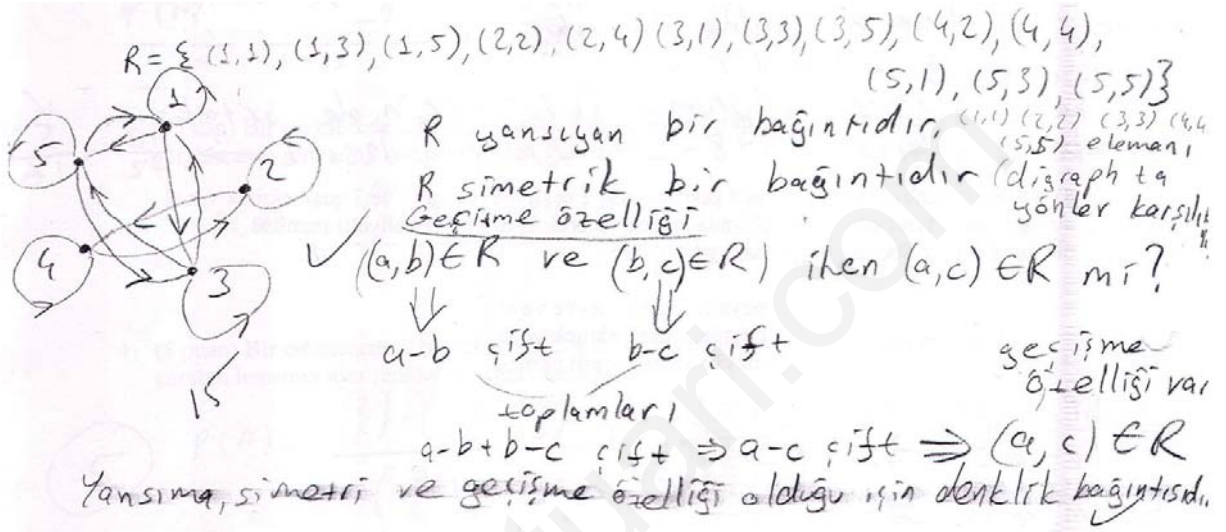 R = { (1,1), (1,3), (1,5), (2,2), (2,4) (3,1), (3,3), (3,5), (4,2), (4,4),
(5,1), (5,3), (5,5)}
R yansıyan bir bağıntıdır. (1,1) (2,2) (3,3) (4,4
(5,5) elemanı
R simetrik bir bağıntıdır (digraph ta
yönler karşılıklı
Geçişme özelliği
((a,b) ∈ R ve (b,c) ∈ R) iken (a,c) ∈ R mi?
a-b çift b-c çift
geçişme
özelliği var
toplamları
a-b+b-c çift ⇒ a-c çift ⇒ (a,c) ∈ R
Yansıma, simetri ve geçişme özelliği olduğu için denklik bağıntısıdır
1
5
2
4
3
15
tuari.com